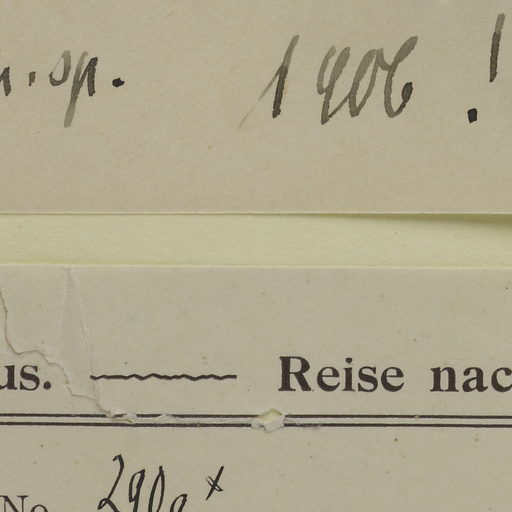 n. sp. 1906 !
us. Reise nac
No. 290a x